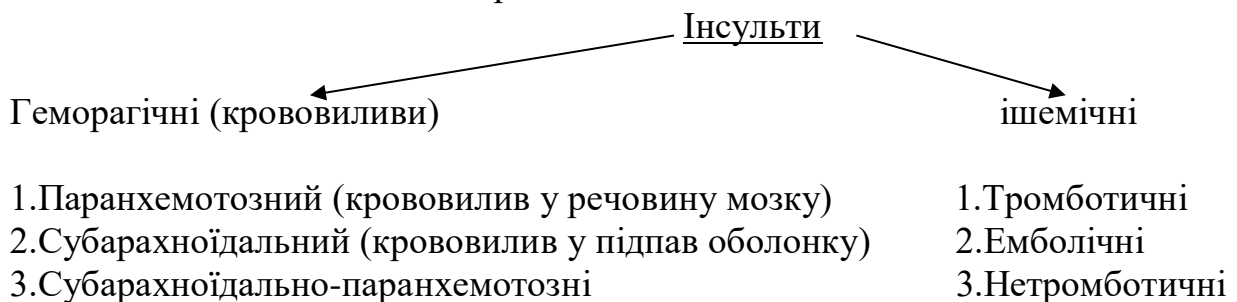 Інсульти
Геморагічні (крововиливи) ішемічні
1.Паранхемотозний (крововилив у речовину мозку) 1.Тромботичні
2.Субарахноїдальний (крововилив у підпав оболонку) 2.Емболічні
3.Субарахноїдально-паранхемотозні 3.Нетромботичні